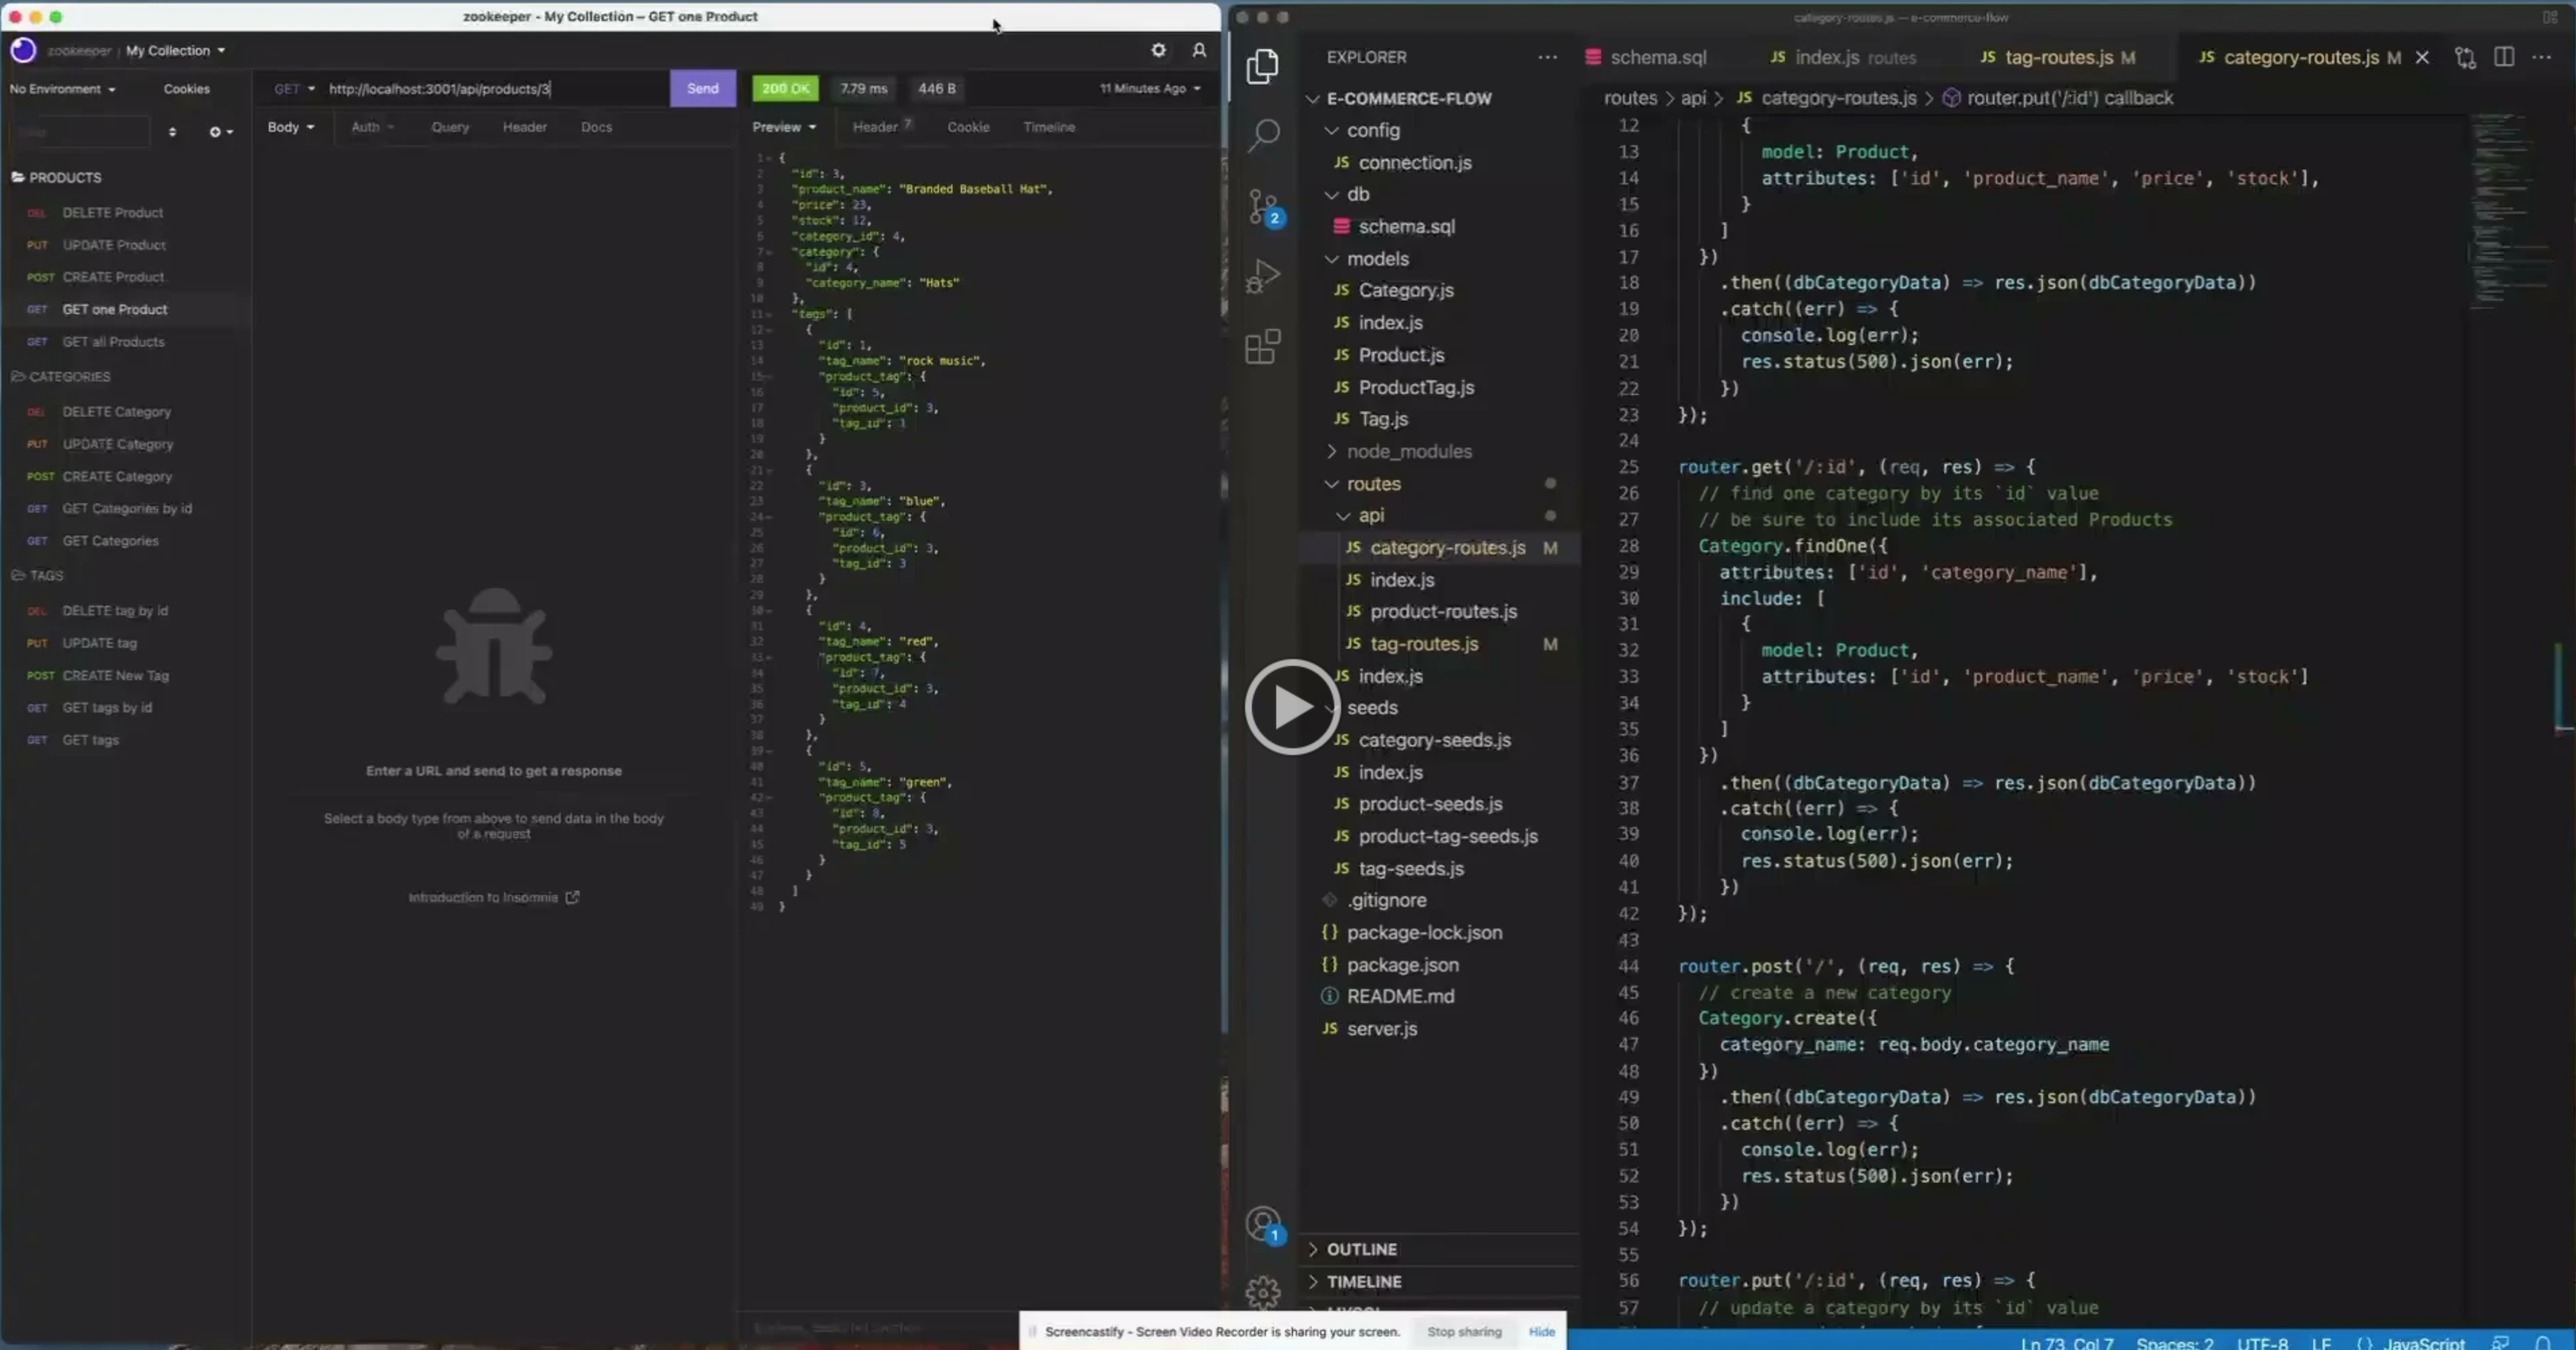 zookeeper - My Collection – GET one Product
zookeeper | My Collection
No Environment
Cookies
GET http://localhost:3001/api/products/3
Send
200 OK
7.79 ms
446 B
11 Minutes Ago
Body
Auth
Query
Header
Docs
Preview
Header 7
Cookie
Timeline
PRODUCTS
DEL DELETE Product
PUT UPDATE Product
POST CREATE Product
GET GET one Product
GET GET all Products
CATEGORIES
DEL DELETE Category
PUT UPDATE Category
POST CREATE Category
GET GET Categories by id
GET GET Categories
TAGS
DEL DELETE tag by id
PUT UPDATE tag
POST CREATE New Tag
GET GET tags by id
GET GET tags
Enter a URL and send to get a response
Select a body type from above to send data in the body
of a request
Introduction to Insomnia
1 {
2 "id": 3,
3 "product_name": "Branded Baseball Hat",
4 "price": 23,
5 "stock": 12,
6 "category_id": 4,
7 "category": {
8 "id": 4,
9 "category_name": "Hats"
10 },
11 "tags": [
12 {
13 "id": 1,
14 "tag_name": "rock music",
15 "product_tag": {
16 "id": 5,
17 "product_id": 3,
18 "tag_id": 1
19 }
20 },
21 {
22 "id": 3,
23 "tag_name": "blue",
24 "product_tag": {
25 "id": 6,
26 "product_id": 3,
27 "tag_id": 3
28 }
29 },
30 {
31 "id": 4,
32 "tag_name": "red",
33 "product_tag": {
34 "id": 7,
35 "product_id": 3,
36 "tag_id": 4
37 }
38 },
39 {
40 "id": 5,
41 "tag_name": "green",
42 "product_tag": {
43 "id": 8,
44 "product_id": 3,
45 "tag_id": 5
46 }
47 }
48 ]
49 }
category-routes.js — e-commerce-flow
EXPLORER
E-COMMERCE-FLOW
config
JS connection.js
db
schema.sql
models
JS Category.js
JS index.js
JS Product.js
JS ProductTag.js
JS Tag.js
node_modules
routes
api
JS category-routes.js M
JS index.js
JS product-routes.js
JS tag-routes.js M
JS index.js
seeds
JS category-seeds.js
JS index.js
JS product-seeds.js
JS product-tag-seeds.js
JS tag-seeds.js
.gitignore
{} package-lock.json
{} package.json
README.md
JS server.js
OUTLINE
TIMELINE
MYSQL
2
1
schema.sql
JS index.js routes
JS tag-routes.js M
JS category-routes.js M
routes > api > JS category-routes.js > router.put('/:id') callback
12 {
13 model: Product,
14 attributes: ['id', 'product_name', 'price', 'stock'],
15 }
16 ]
17 })
18 .then((dbCategoryData) => res.json(dbCategoryData))
19 .catch((err) => {
20 console.log(err);
21 res.status(500).json(err);
22 })
23 });
24
25 router.get('/:id', (req, res) => {
26 // find one category by its `id` value
27 // be sure to include its associated Products
28 Category.findOne({
29 attributes: ['id', 'category_name'],
30 include: [
31 {
32 model: Product,
33 attributes: ['id', 'product_name', 'price', 'stock']
34 }
35 ]
36 })
37 .then((dbCategoryData) => res.json(dbCategoryData))
38 .catch((err) => {
39 console.log(err);
40 res.status(500).json(err);
41 })
42 });
43
44 router.post('/', (req, res) => {
45 // create a new category
46 Category.create({
47 category_name: req.body.category_name
48 })
49 .then((dbCategoryData) => res.json(dbCategoryData))
50 .catch((err) => {
51 console.log(err);
52 res.status(500).json(err);
53 })
54 });
55
56 router.put('/:id', (req, res) => {
57 // update a category by its `id` value
Screencastify - Screen Video Recorder is sharing your screen.
Stop sharing
Hide
Ln 73, Col 7 Spaces: 2 UTF-8 LF {} JavaScript